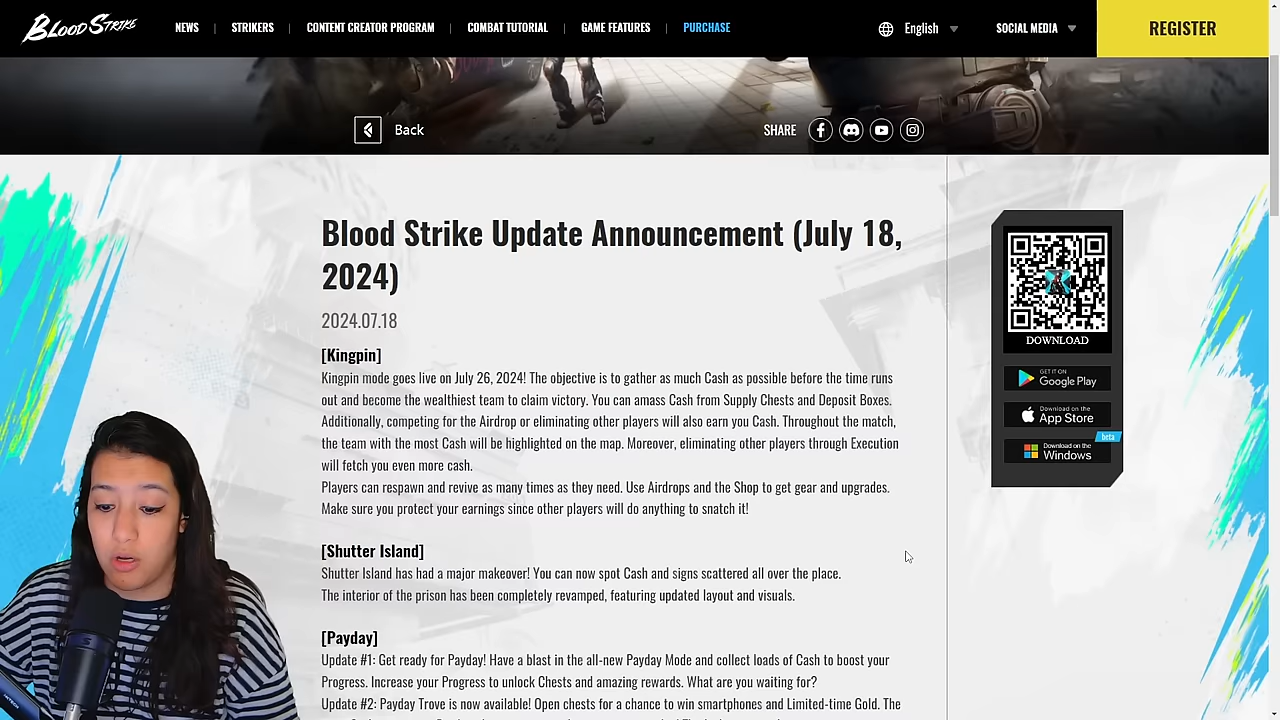 BLOOD STRIKE
NEWS
STRIKERS
CONTENT CREATOR PROGRAM
COMBAT TUTORIAL
GAME FEATURES
PURCHASE
English
SOCIAL MEDIA
REGISTER
Back
SHARE
Blood Strike Update Announcement (July 18,
2024)
2024.07.18
[Kingpin]
Kingpin mode goes live on July 26, 2024! The objective is to gather as much Cash as possible before the time runs
out and become the wealthiest team to claim victory. You can amass Cash from Supply Chests and Deposit Boxes.
Additionally, competing for the Airdrop or eliminating other players will also earn you Cash. Throughout the match,
the team with the most Cash will be highlighted on the map. Moreover, eliminating other players through Execution
will fetch you even more cash.
Players can respawn and revive as many times as they need. Use Airdrops and the Shop to get gear and upgrades.
Make sure you protect your earnings since other players will do anything to snatch it!
[Shutter Island]
Shutter Island has had a major makeover! You can now spot Cash and signs scattered all over the place.
The interior of the prison has been completely revamped, featuring updated layout and visuals.
[Payday]
Update #1: Get ready for Payday! Have a blast in the all-new Payday Mode and collect loads of Cash to boost your
Progress. Increase your Progress to unlock Chests and amazing rewards. What are you waiting for?
Update #2: Payday Trove is now available! Open chests for a chance to win smartphones and Limited-time Gold. The
DOWNLOAD
GET IT ON
Google Play
Download on the
App Store
beta
Download on the
Windows